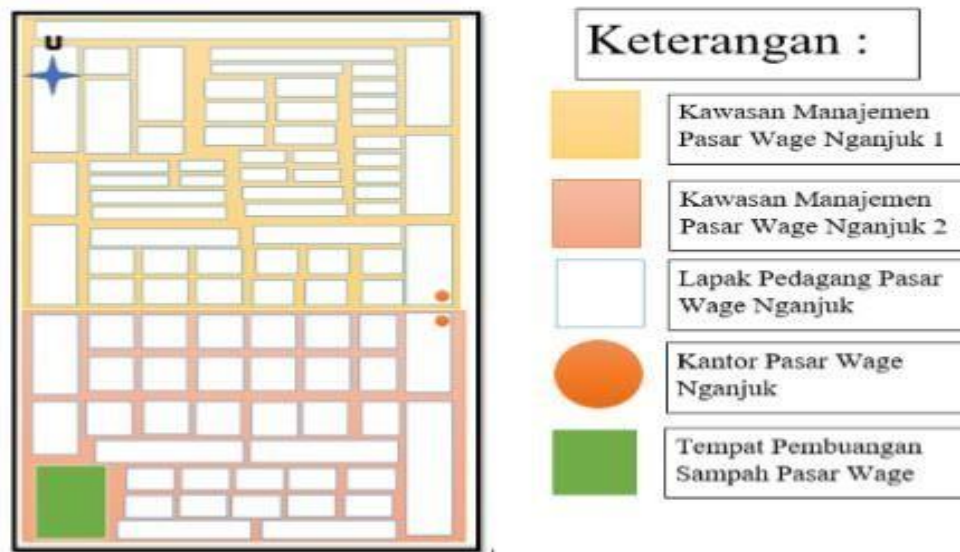 U
Keterangan :
Kawasan Manajemen
Pasar Wage Nganjuk 1
Kawasan Manajemen
Pasar Wage Nganjuk 2
Lapak Pedagang Pasar
Wage Nganjuk
Kantor Pasar Wage
Nganjuk
Tempat Pembuangan
Sampah Pasar Wage